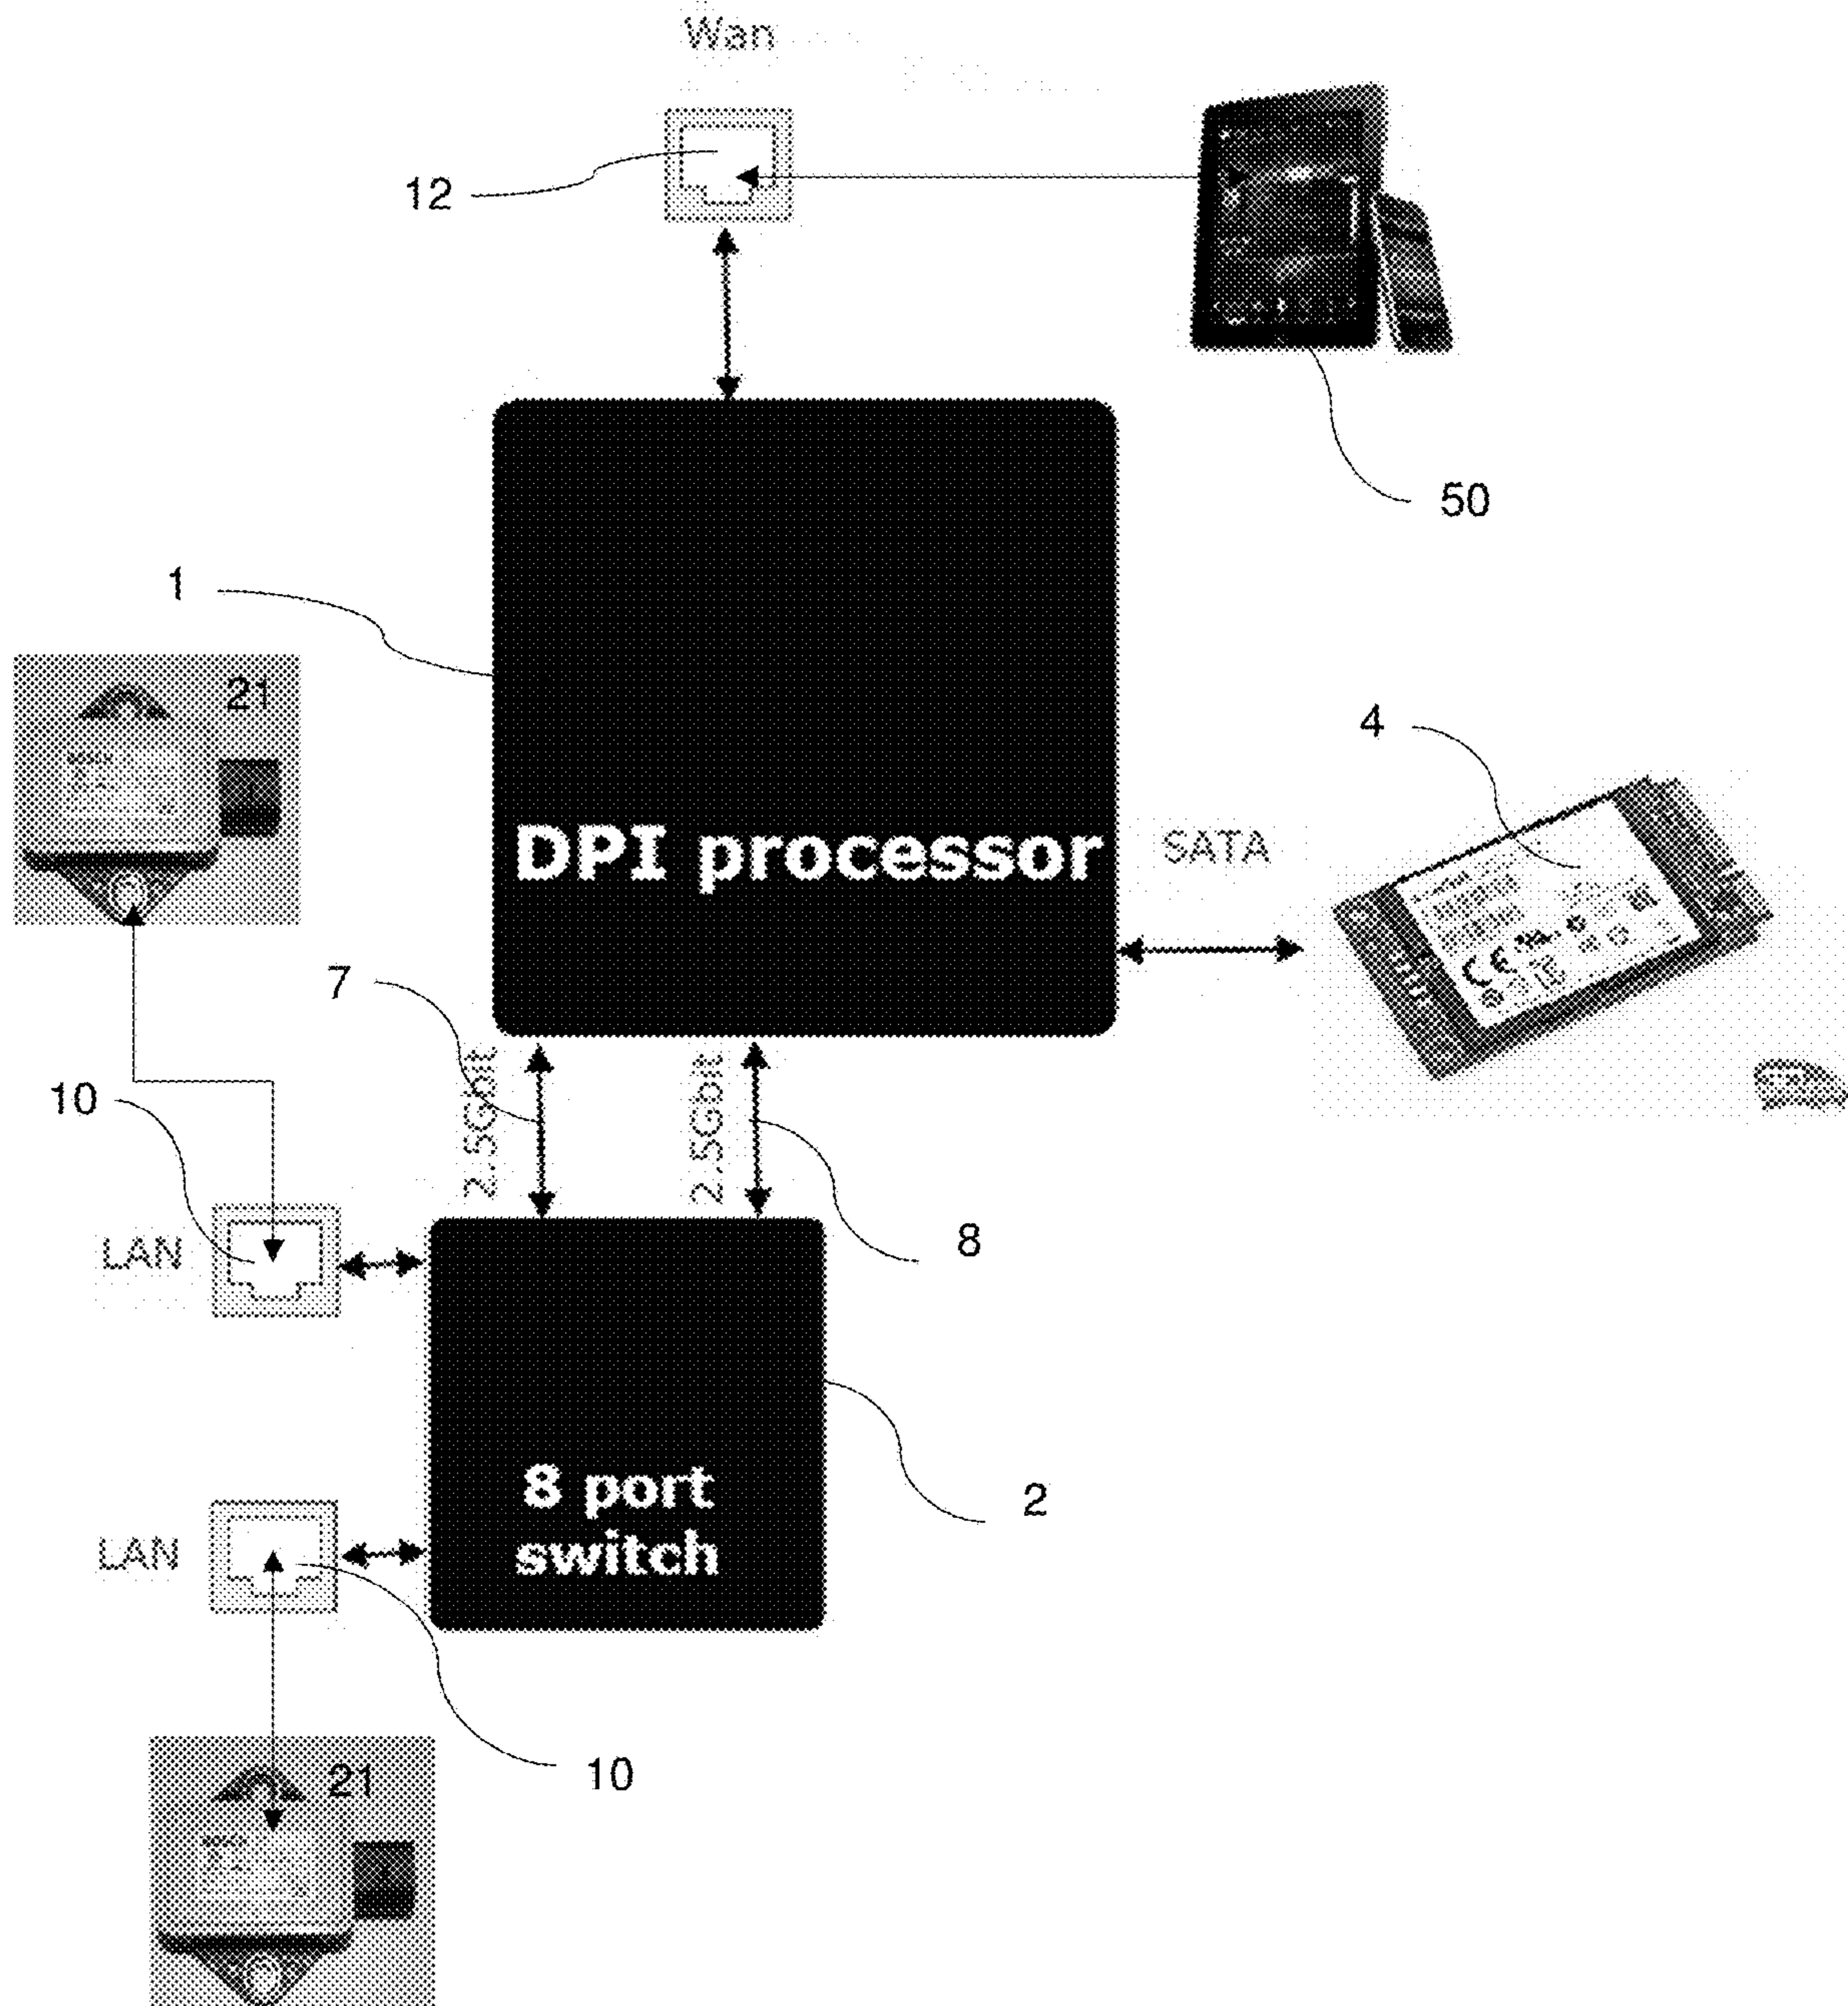 Wan
12
50
1
21
4
DPI processor
SATA
7
2.5Gbit
2.5Gbit
10
8
LAN
8 port
switch
2
LAN
10
21